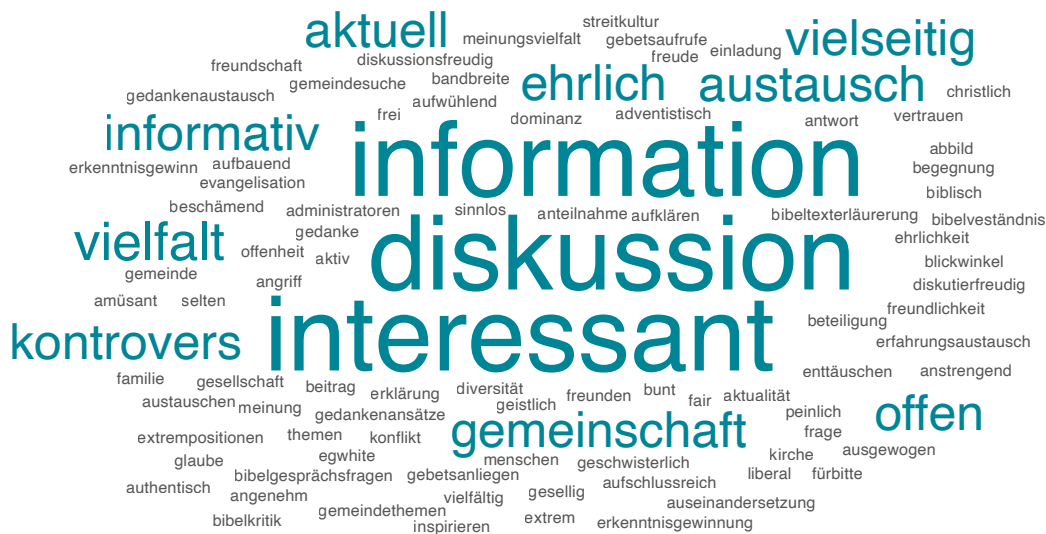 streitkultur
aktuell meinungsvielfalt gebetsaufrufe einladung vielseitig
freundschaft diskussionsfreudig freude
gemeindesuche bandbreite ehrlich austausch christlich
gedankenaustausch aufwühlend
frei dominanz adventistisch antwort vertrauen
informativ information abbild
erkenntnisgewinn aufbauend begegnung
evangelisation biblisch
beschämend administratoren sinnlos anteilnahme aufklären bibeltexterläurerung bibelveständnis
vielfalt offenheit gedanke diskussion ehrlichkeit
gemeinde aktiv blickwinkel
angriff diskutierfreudig
amüsant selten freundlichkeit
kontrovers interessant beteiligung erfahrungsaustausch
familie gesellschaft beitrag erklärung diversität enttäuschen anstrengend
austauschen meinung gedankenansätze geistlich freunden bunt fair aktualität peinlich offen
extrempositionen themen konflikt gemeinschaft frage
glaube egwhite menschen geschwisterlich kirche ausgewogen
bibelgesprächsfragen gebetsanliegen aufschlussreich liberal fürbitte
authentisch angenehm vielfältig gesellig auseinandersetzung
bibelkritik gemeindethemen inspirieren extrem erkenntnisgewinnung